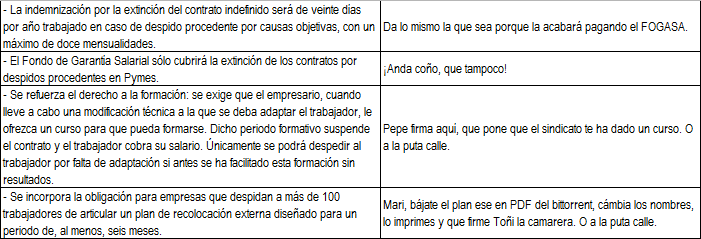 - La indemnización por la extinción del contrato indefinido será de veinte días
por año trabajado en caso de despido procedente por causas objetivas, con un
máximo de doce mensualidades.
Da lo mismo la que sea porque la acabará pagando el FOGASA.
- El Fondo de Garantía Salarial sólo cubrirá la extinción de los contratos por
despidos procedentes en Pymes.
¡Anda coño, que tampoco!
- Se refuerza el derecho a la formación: se exige que el empresario, cuando
lleve a cabo una modificación técnica a la que se deba adaptar el trabajador, le
ofrezca un curso para que pueda formarse. Dicho periodo formativo suspende
el contrato y el trabajador cobra su salario. Únicamente se podrá despedir al
trabajador por falta de adaptación si antes se ha facilitado esta formación sin
resultados.
Pepe firma aquí, que pone que el sindicato te ha dado un curso. O
a la puta calle.
- Se incorpora la obligación para empresas que despidan a más de 100
trabajadores de articular un plan de recolocación externa diseñado para un
periodo de, al menos, seis meses.
Mari, bájate el plan ese en PDF del bittorrent, cámbia los nombres,
lo imprimes y que firme Toñi la camarera. O a la puta calle.